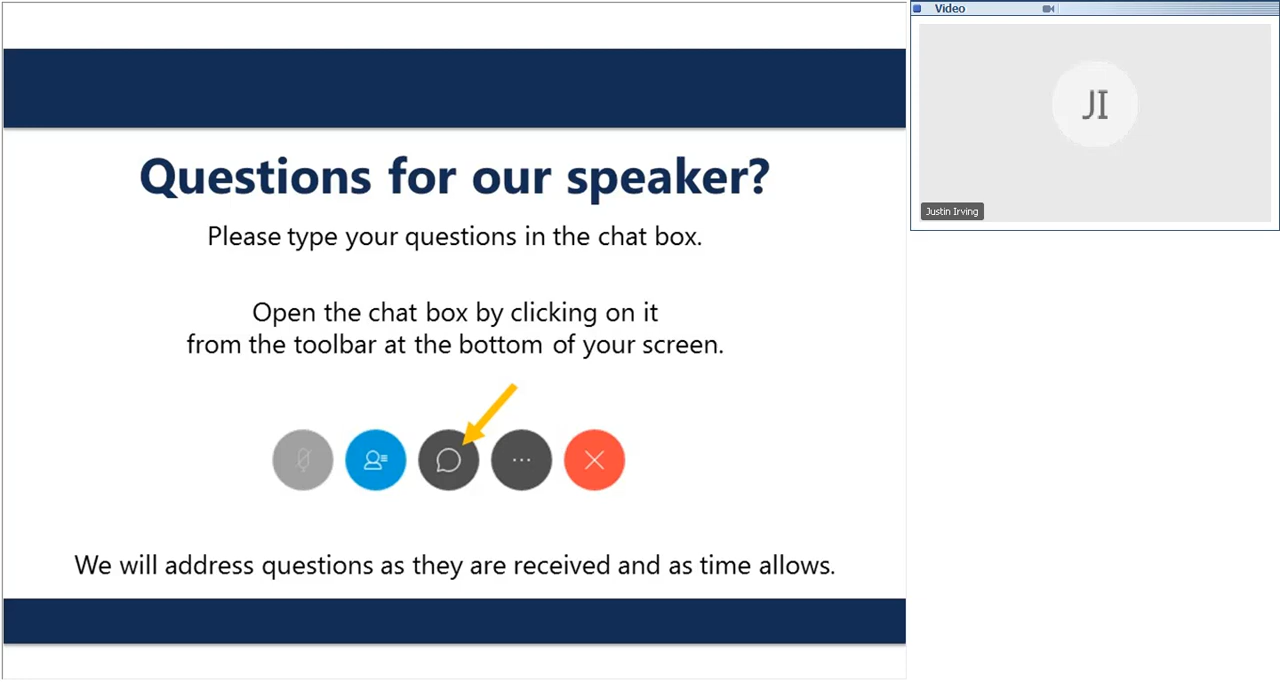 Questions for our speaker?
Please type your questions in the chat box.
Open the chat box by clicking on it
from the toolbar at the bottom of your screen.
We will address questions as they are received and as time allows.
Video
JI
Justin Irving